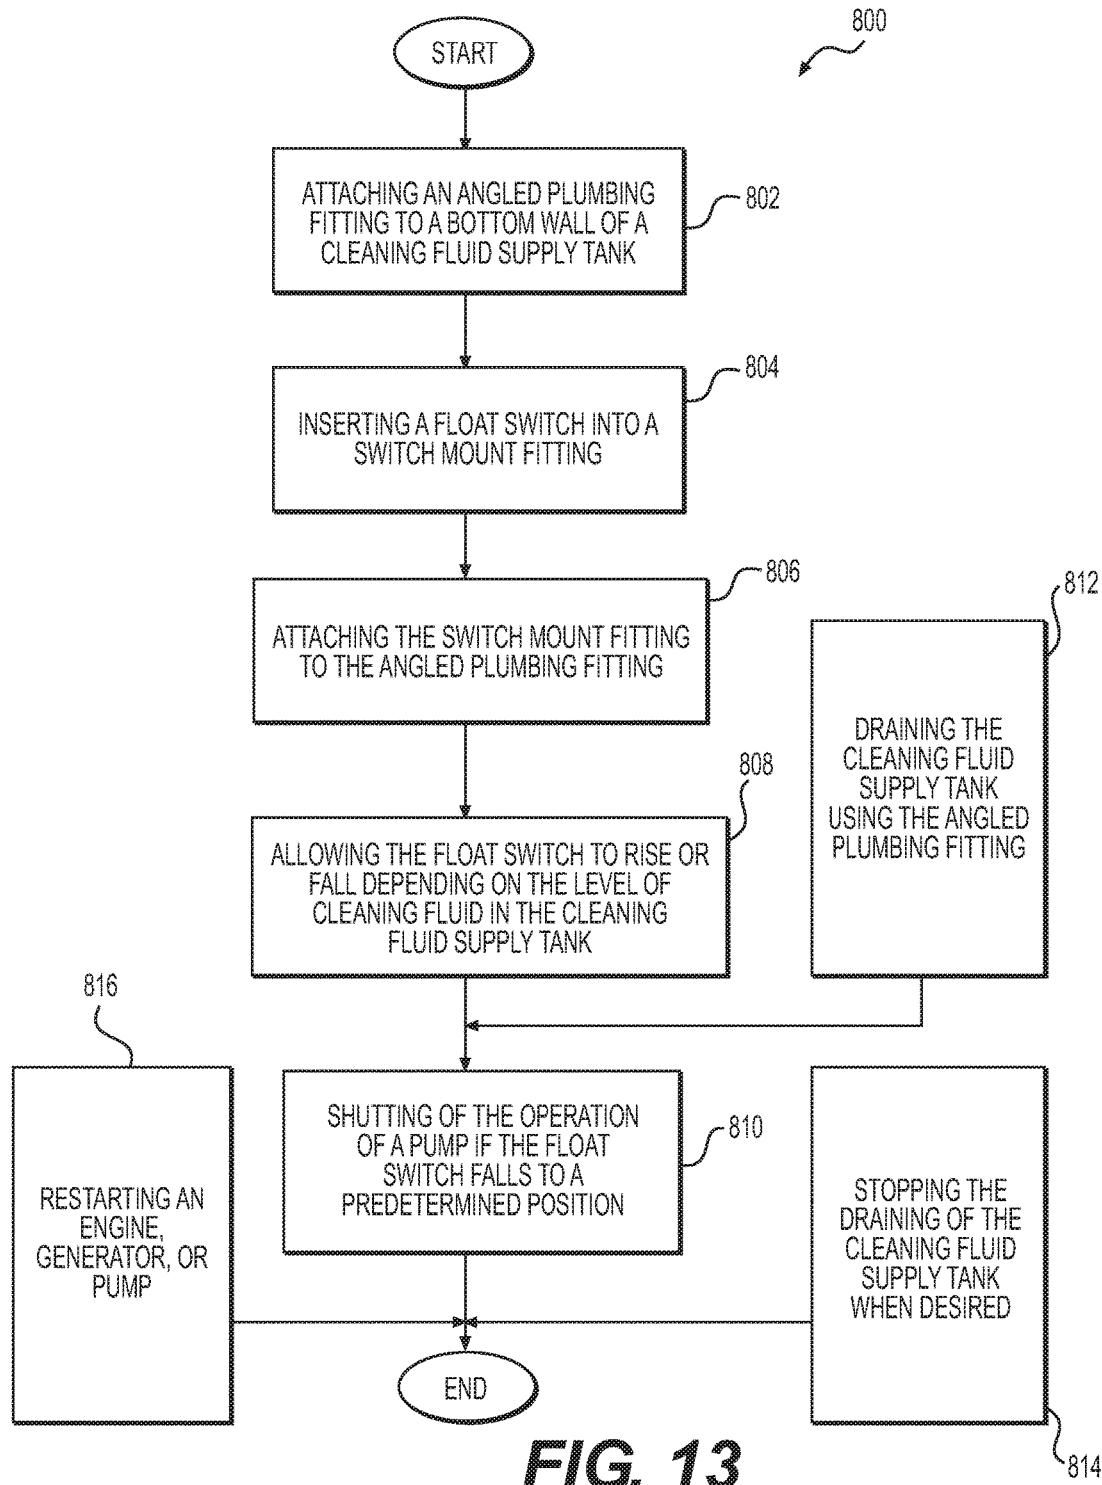 800
START
ATTACHING AN ANGLED PLUMBING
FITTING TO A BOTTOM WALL OF A
CLEANING FLUID SUPPLY TANK
802
INSERTING A FLOAT SWITCH INTO A
SWITCH MOUNT FITTING
804
ATTACHING THE SWITCH MOUNT FITTING
TO THE ANGLED PLUMBING FITTING
806
ALLOWING THE FLOAT SWITCH TO RISE OR
FALL DEPENDING ON THE LEVEL OF
CLEANING FLUID IN THE CLEANING
FLUID SUPPLY TANK
808
DRAINING THE
CLEANING FLUID
SUPPLY TANK
USING THE ANGLED
PLUMBING FITTING
812
SHUTTING OF THE OPERATION
OF A PUMP IF THE FLOAT
SWITCH FALLS TO A
PREDETERMINED POSITION
810
RESTARTING AN
ENGINE,
GENERATOR, OR
PUMP
816
STOPPING THE
DRAINING OF THE
CLEANING FLUID
SUPPLY TANK
WHEN DESIRED
814
END
FIG. 13